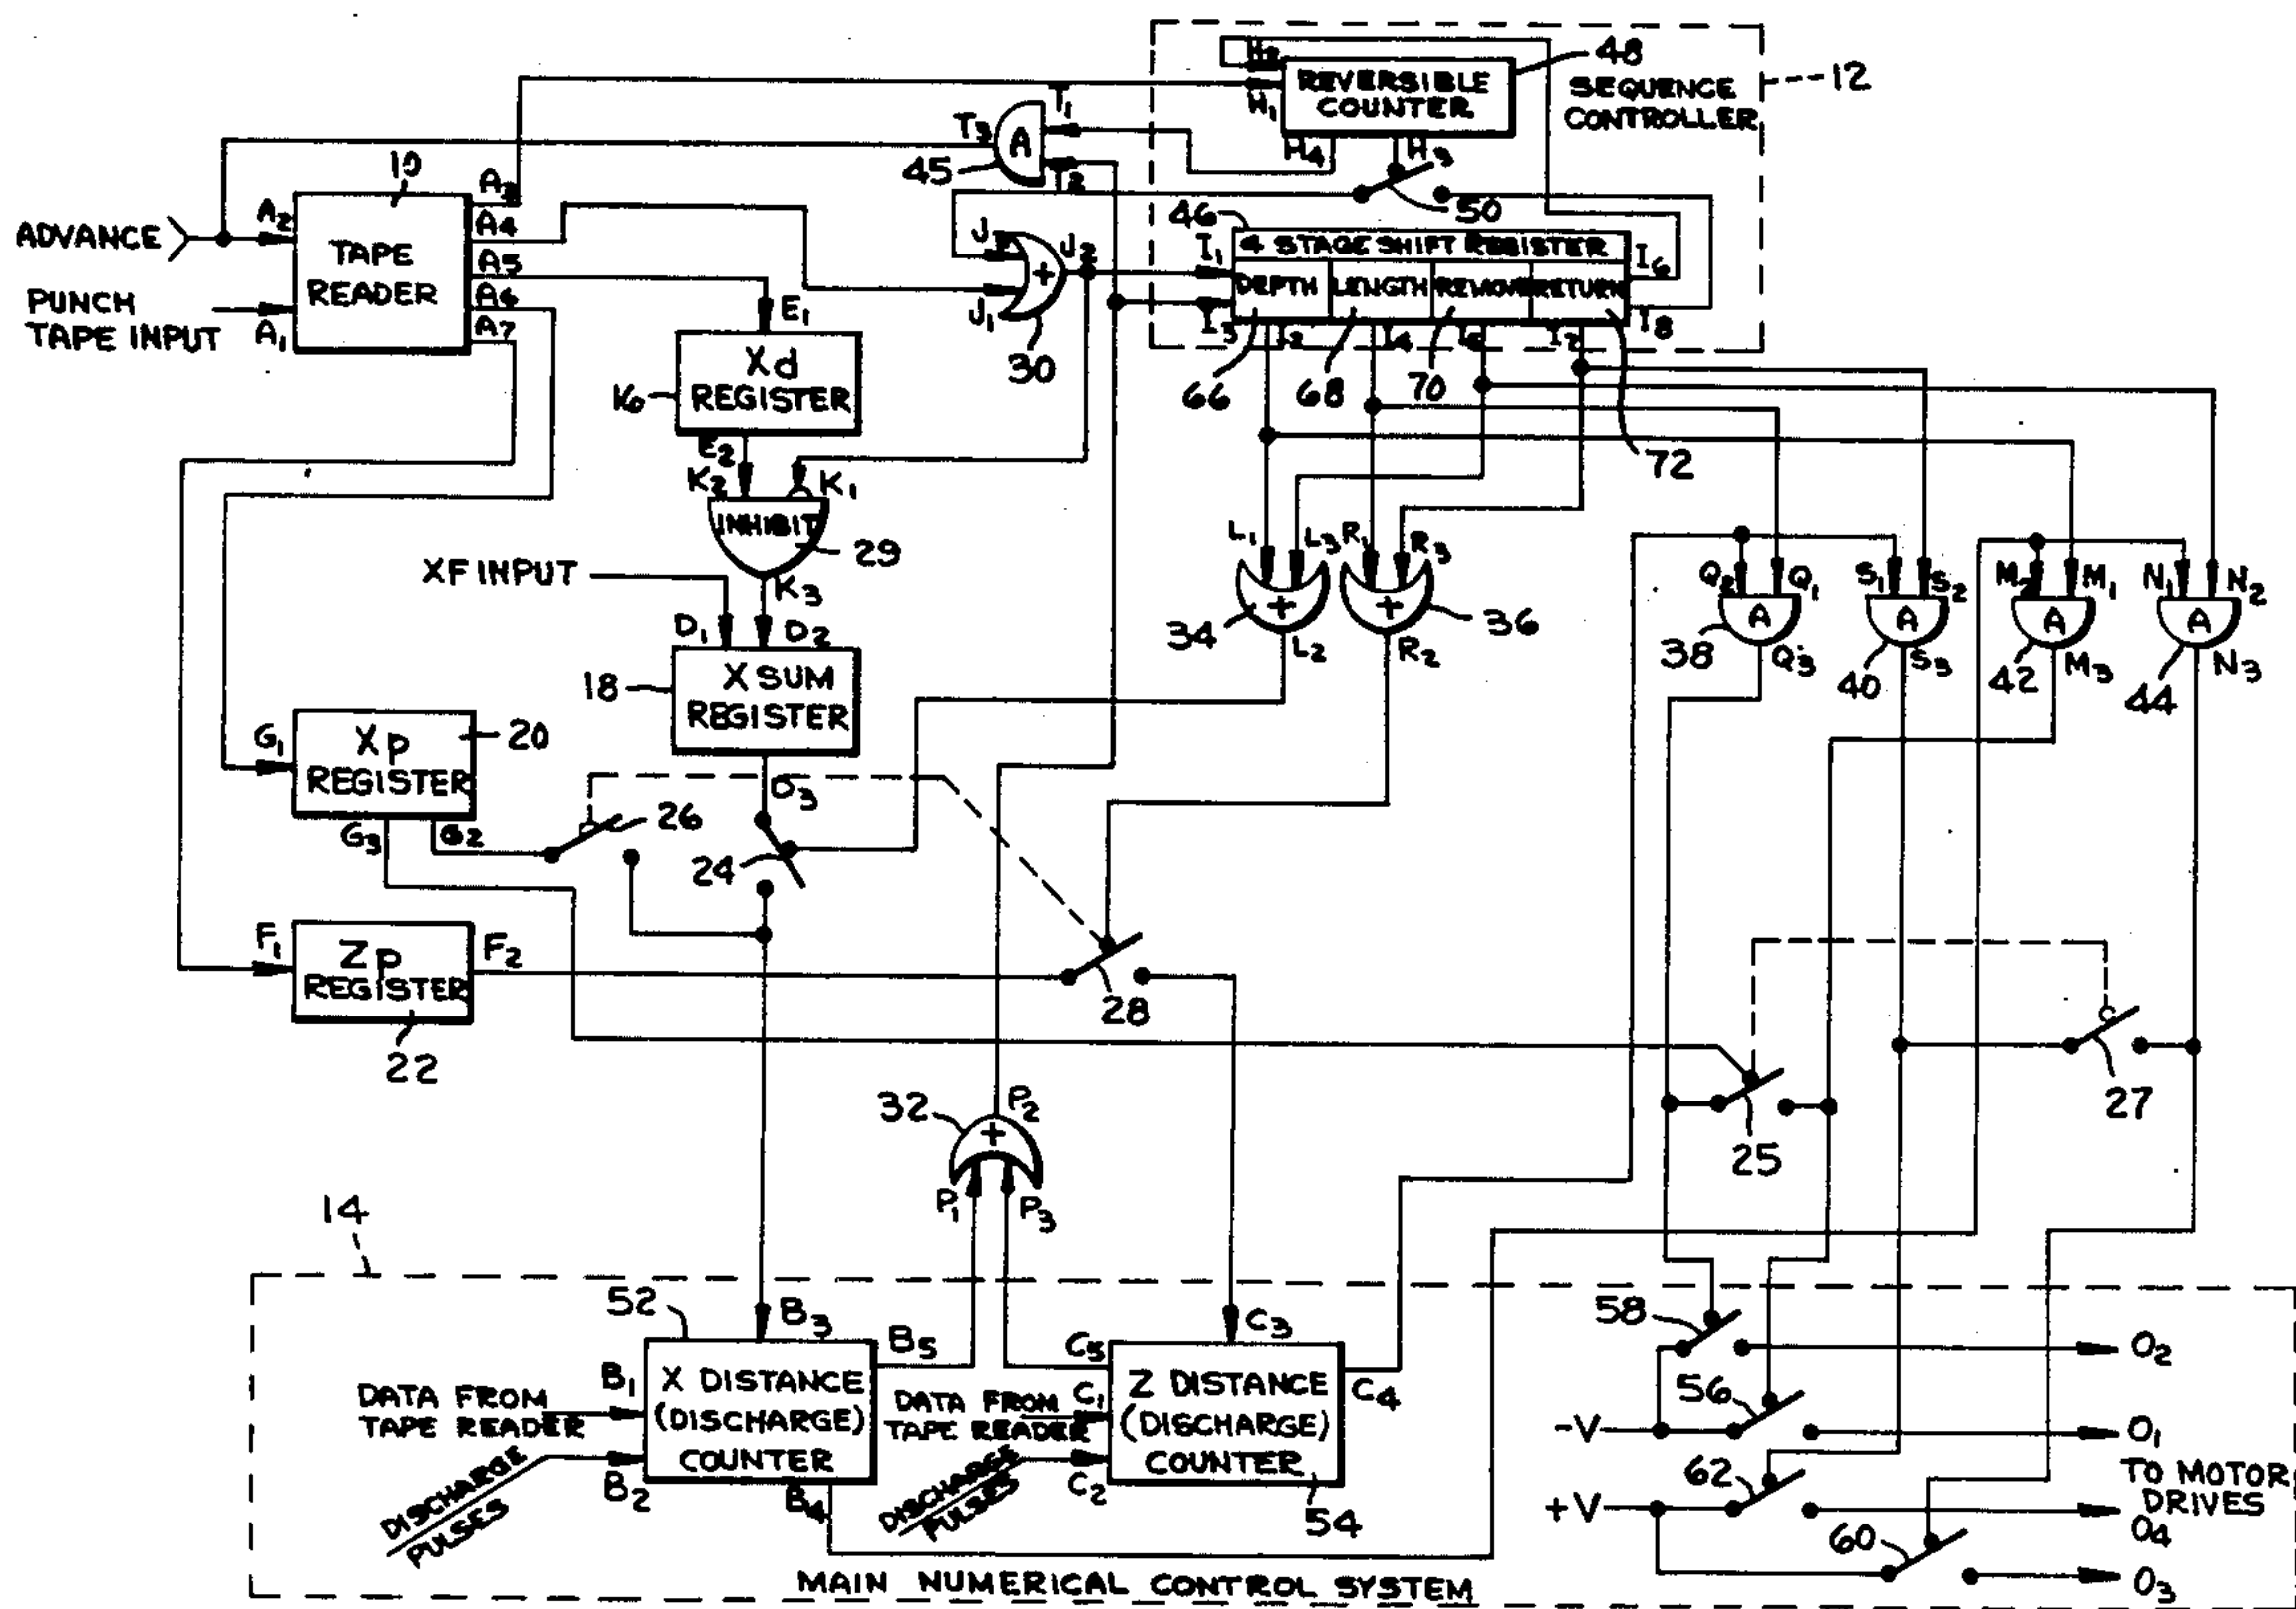 H2
48
REVERSIBLE
COUNTER
H1
SEQUENCE
CONTROLLER
12
T1
T3
A
45
T2
H4
H3
50
10
A3
A2
ADVANCE
TAPE
READER
A4
A5
A6
A7
PUNCH
TAPE INPUT
A1
J3
J2
+
J1
30
46
4 STAGE SHIFT REGISTER
I1
I6
DEPTH
LENGTH
REMOVE
RETURN
I3
I8
I2
I4
I5
I7
66
68
70
72
E1
Xd
REGISTER
16
E2
K2
K1
INHIBIT
29
XF INPUT
K3
D1
D2
L1
L3
R1
R3
+
+
34
36
L2
R2
Q2
Q1
S1
S2
M2
M1
N1
N2
A
A
A
A
38
Q3
40
S3
42
M3
44
N3
18
X SUM
REGISTER
D3
G1
Xp
REGISTER
20
G3
G2
26
24
F1
Zp
REGISTER
F2
22
28
25
27
32
P2
+
P1
P3
14
52
B3
B5
B1
X DISTANCE
(DISCHARGE)
COUNTER
DATA FROM
TAPE READER
B2
DISCHARGE
PULSES
B4
C3
C5
C1
Z DISTANCE
(DISCHARGE)
COUNTER
C4
DATA FROM
TAPE READER
C2
DISCHARGE
PULSES
54
58
O2
56
-V
O1
62
TO MOTOR
DRIVES
+V
O4
60
O3
MAIN NUMERICAL CONTROL SYSTEM